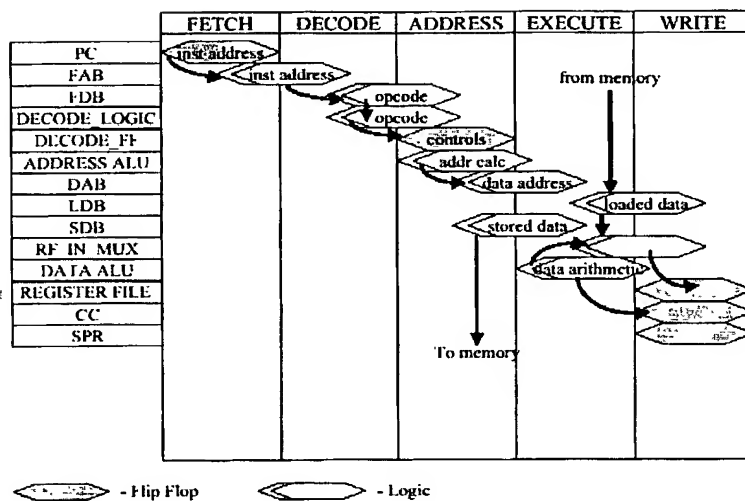 FETCH DECODE ADDRESS EXECUTE WRITE
PC inst address
FAB inst address from memory
FDB opcode
DECODE_LOGIC opcode
DECODE_FF controls
ADDRESS ALU addr calc
DAB data address
LDB loaded data
SDB stored data
RF_IN_MUX
DATA ALU data arithmetic
REGISTER FILE
CC
SPR To memory
- Flip Flop - Logic